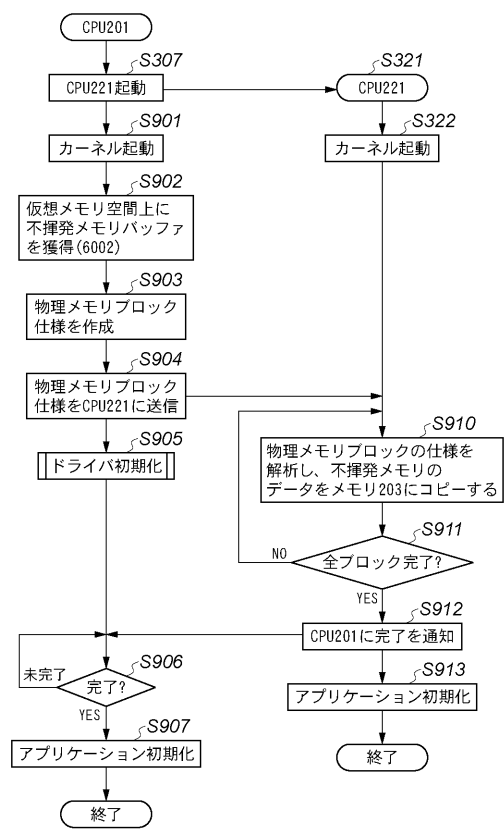 CPU201
S307
CPU221起動
S321
CPU221
S901
カーネル起動
S322
カーネル起動
S902
仮想メモリ空間上に
不揮発メモリバッファ
を獲得(6002)
S903
物理メモリブロック
仕様を作成
S904
物理メモリブロック
仕様をCPU221に送信
S905
ドライバ初期化
S910
物理メモリブロックの仕様を
解析し、不揮発メモリの
データをメモリ203にコピーする
S911
全ブロック完了?
NO
YES
S912
CPU201に完了を通知
S906
完了?
未完了
YES
S913
アプリケーション初期化
S907
アプリケーション初期化
終了
終了